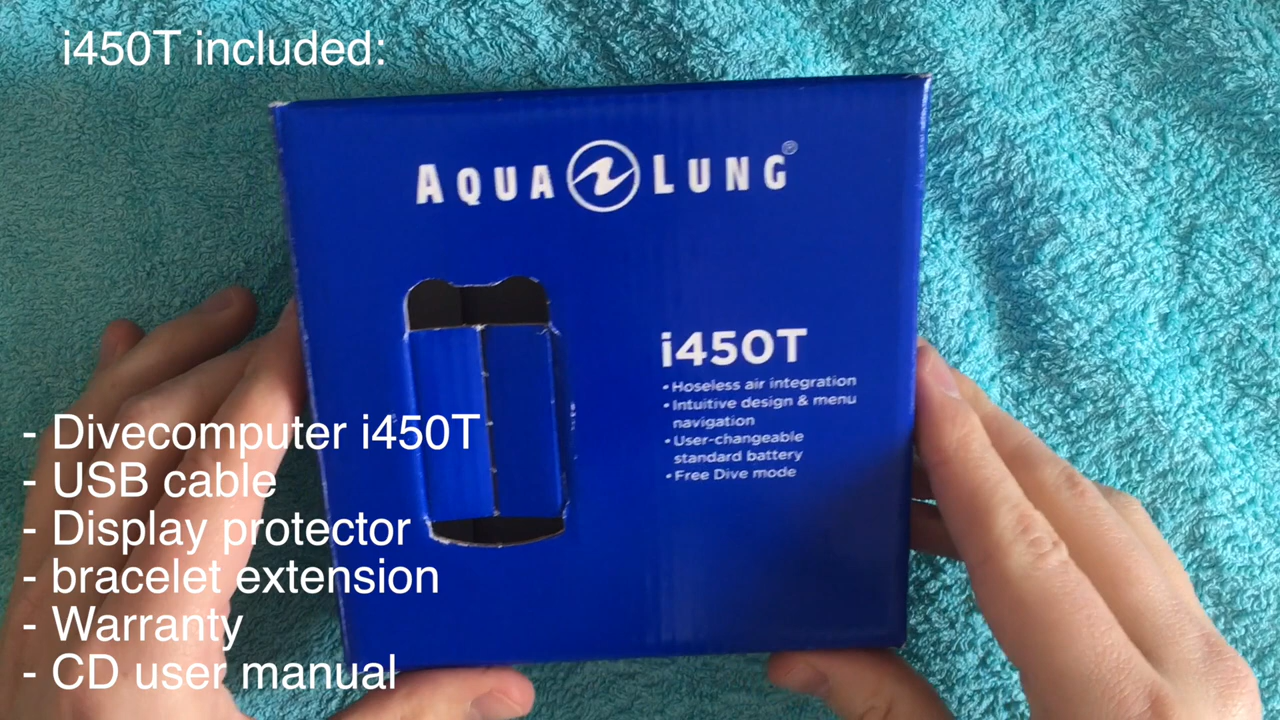 i450T included:
AQUA LUNG®
i450T
• Hoseless air integration
• Intuitive design & menu
navigation
• User-changeable
standard battery
• Free Dive mode
- Divecomputer i450T
- USB cable
- Display protector
- bracelet extension
- Warranty
- CD user manual